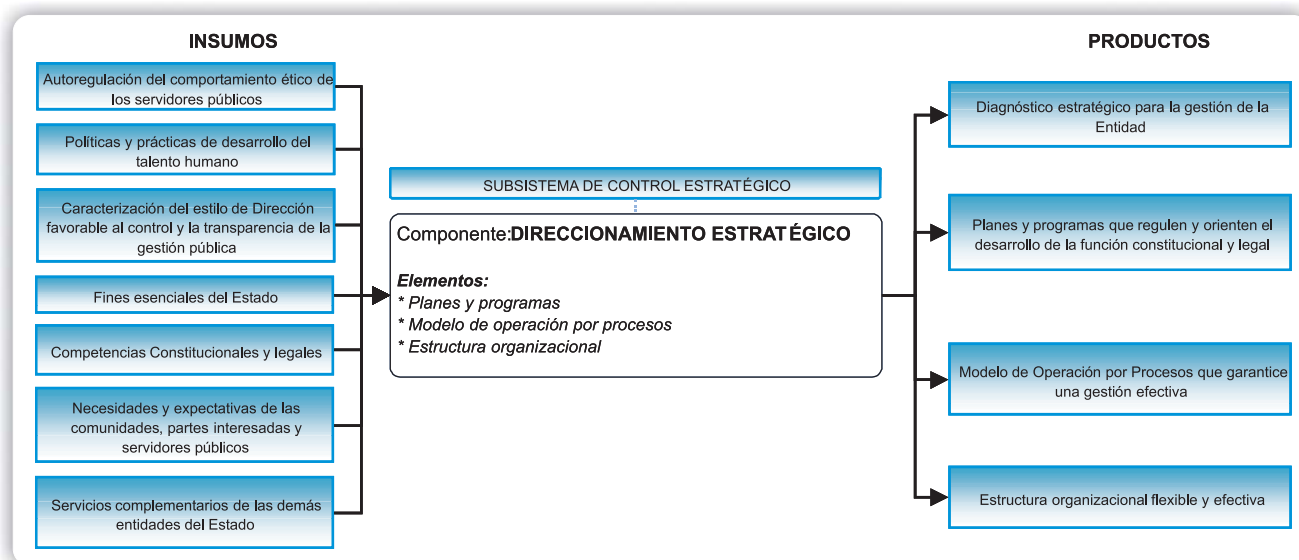 INSUMOS
Autoregulación del comportamiento ético de
los servidores públicos
Políticas y prácticas de desarrollo del
talento humano
Caracterización del estilo de Dirección
favorable al control y la transparencia de la
gestión pública
Fines esenciales del Estado
Competencias Constitucionales y legales
Necesidades y expectativas de las
comunidades, partes interesadas y
servidores públicos
Servicios complementarios de las demás
entidades del Estado
SUBSISTEMA DE CONTROL ESTRATÉGICO
Componente:DIRECCIONAMIENTO ESTRATÉGICO
Elementos:
* Planes y programas
* Modelo de operación por procesos
* Estructura organizacional
PRODUCTOS
Diagnóstico estratégico para la gestión de la
Entidad
Planes y programas que regulen y orienten el
desarrollo de la función constitucional y legal
Modelo de Operación por Procesos que garantice
una gestión efectiva
Estructura organizacional flexible y efectiva